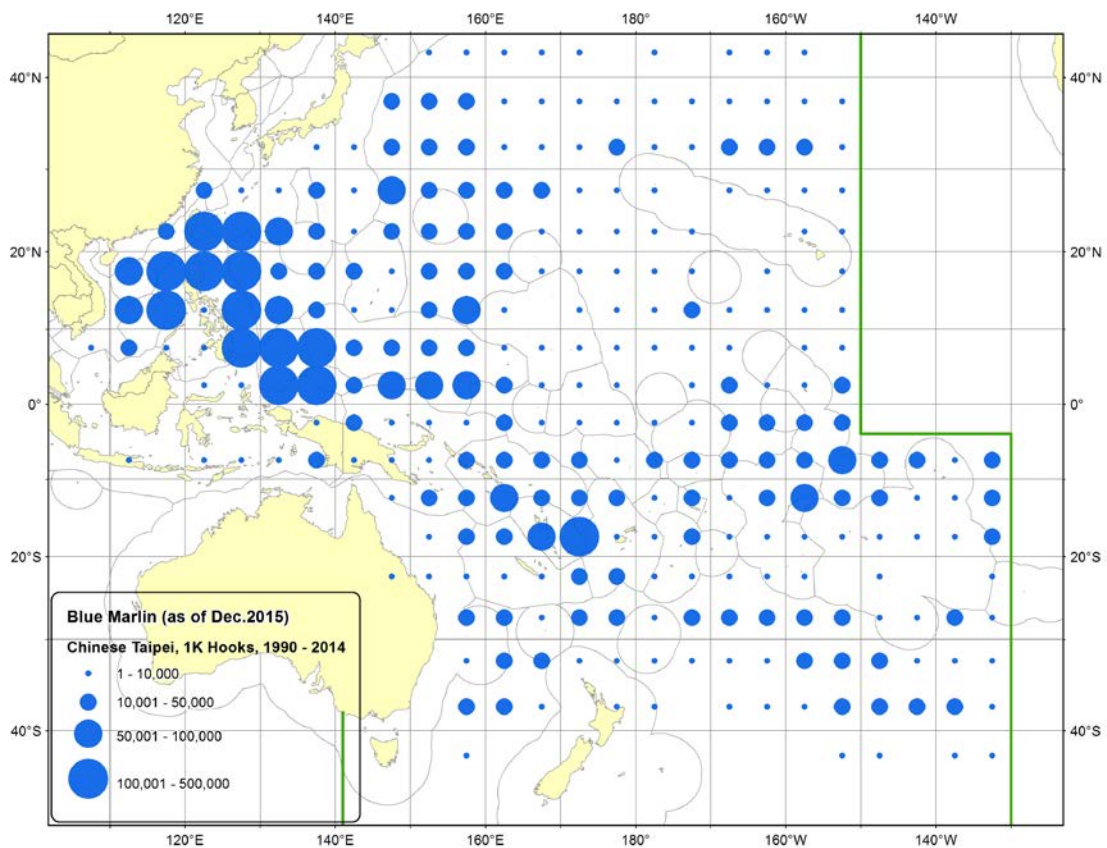 120°E 140°E 160°E 180° 160°W 140°W
40°N 40°N
20°N 20°N
0° 0°
20°S 20°S
Blue Marlin (as of Dec.2015)
Chinese Taipei, 1K Hooks, 1990 - 2014
1 - 10,000
10,001 - 50,000
50,001 - 100,000
100,001 - 500,000
40°S 40°S
120°E 140°E 160°E 180° 160°W 140°W